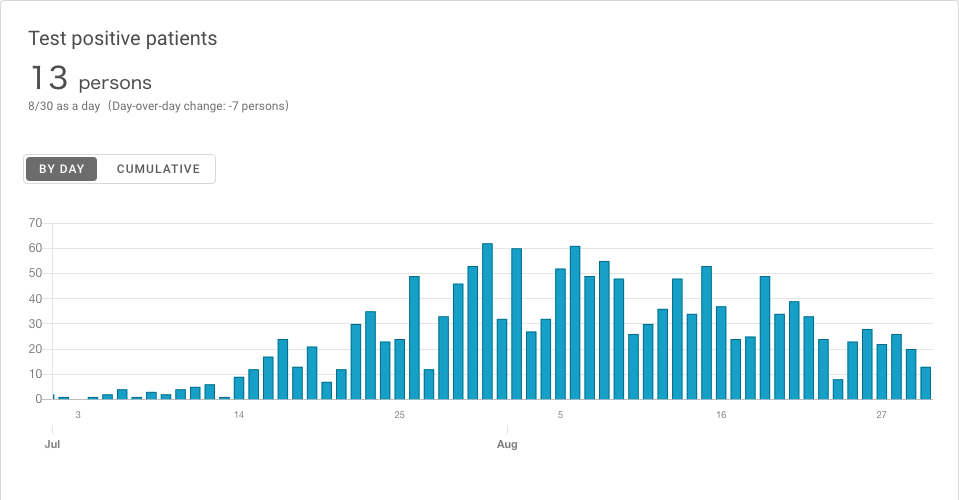 Test positive patients
13 persons
8/30 as a day（Day-over-day change: -7 persons）
BY DAY CUMULATIVE
70
60
50
40
30
20
10
0
3 14 25 5 16 27
Jul Aug